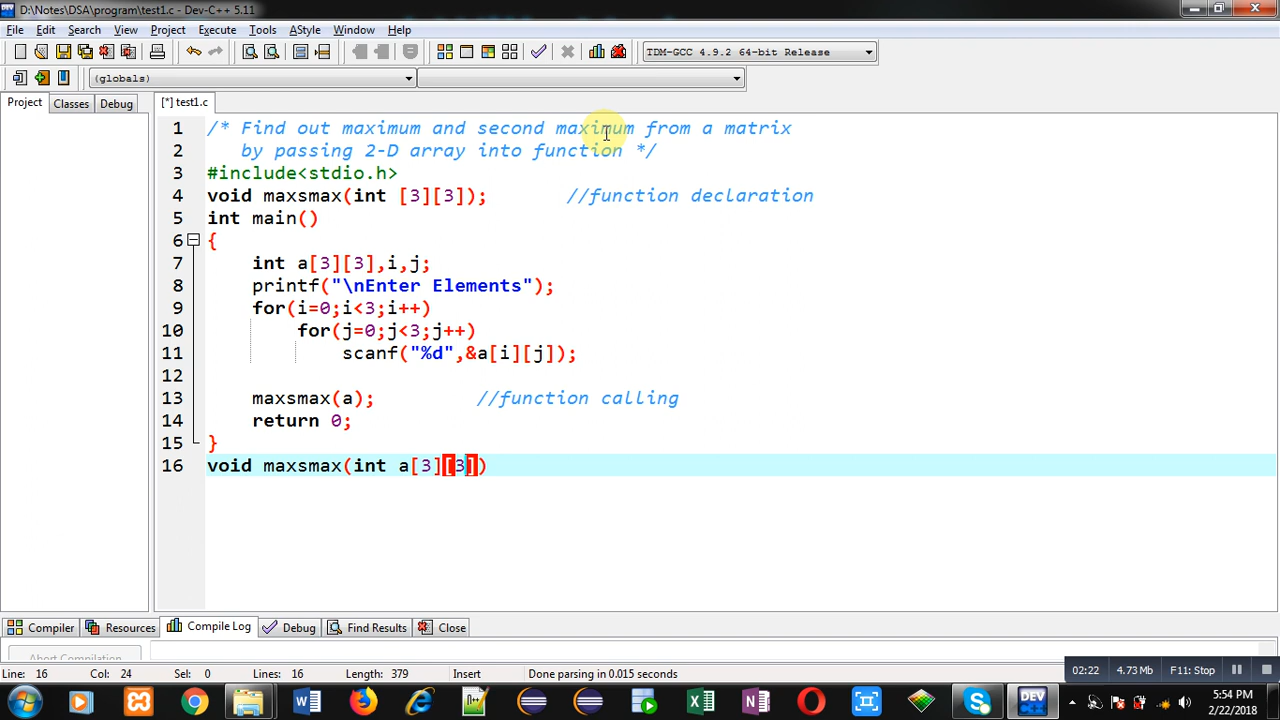 D:\Notes\DSA\program\test1.c - Dev-C++ 5.11
File Edit Search View Project Execute Tools AStyle Window Help
TDM-GCC 4.9.2 64-bit Release
(globals)
Project Classes Debug [*] test1.c
1 /* Find out maximum and second maximum from a matrix
2 by passing 2-D array into function */
3 #include<stdio.h>
4 void maxsmax(int [3][3]); //function declaration
5 int main()
6 {
7 int a[3][3],i,j;
8 printf("\nEnter Elements");
9 for(i=0;i<3;i++)
10 for(j=0;j<3;j++)
11 scanf("%d",&a[i][j]);
12
13 maxsmax(a); //function calling
14 return 0;
15 }
16 void maxsmax(int a[3][3])
Compiler Resources Compile Log Debug Find Results Close
Abort Compilation
Line: 16 Col: 24 Sel: 0 Lines: 16 Length: 379 Insert Done parsing in 0.015 seconds
02:22 4.73 Mb F11: Stop
DEV
5:54 PM
2/22/2018